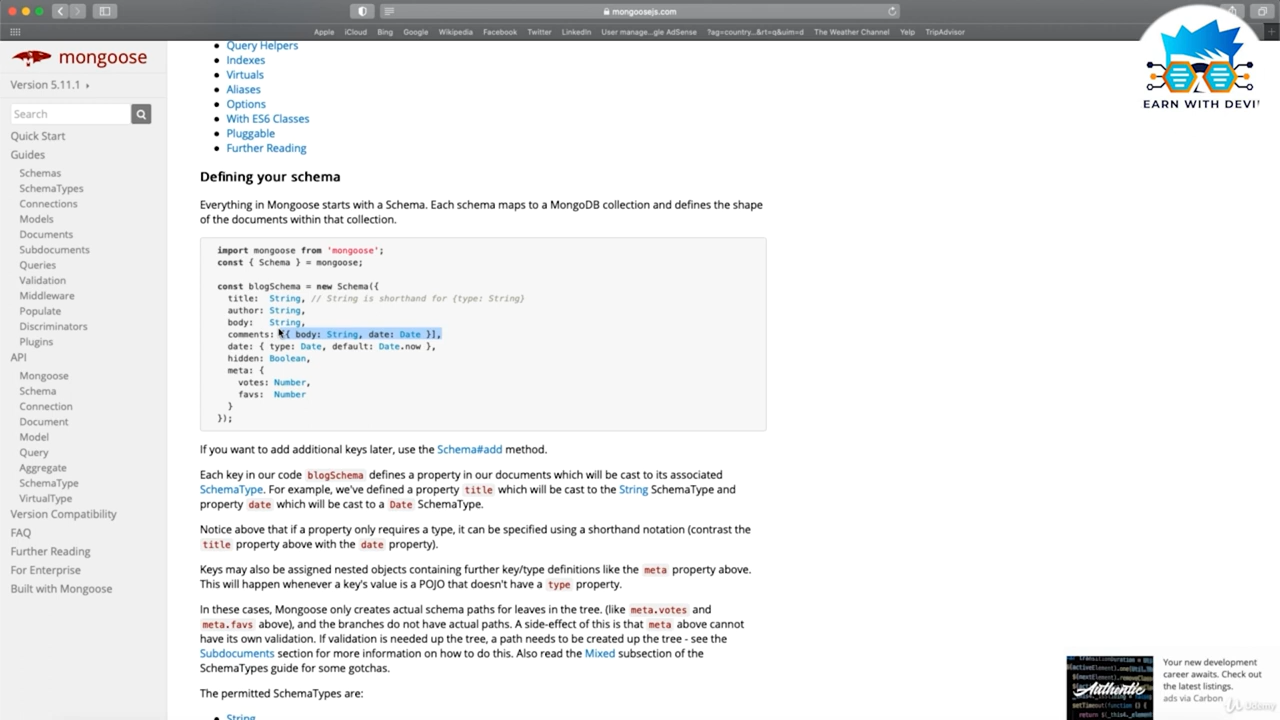 mongoosejs.com
Apple iCloud Bing Google Wikipedia Facebook Twitter LinkedIn User manage...gle AdSense ?ag=country...&rt=q&uim=d The Weather Channel Yelp TripAdvisor
EARN WITH DEVI
mongoose
Version 5.11.1
Search
Quick Start
Guides
Schemas
SchemaTypes
Connections
Models
Documents
Subdocuments
Queries
Validation
Middleware
Populate
Discriminators
Plugins
API
Mongoose
Schema
Connection
Document
Model
Query
Aggregate
SchemaType
VirtualType
Version Compatibility
FAQ
Further Reading
For Enterprise
Built with Mongoose
Query Helpers
Indexes
Virtuals
Aliases
Options
With ES6 Classes
Pluggable
Further Reading
Defining your schema
Everything in Mongoose starts with a Schema. Each schema maps to a MongoDB collection and defines the shape
of the documents within that collection.
import mongoose from 'mongoose';
const { Schema } = mongoose;
const blogSchema = new Schema({
title: String, // String is shorthand for {type: String}
author: String,
body: String,
comments: [{ body: String, date: Date }],
date: { type: Date, default: Date.now },
hidden: Boolean,
meta: {
votes: Number,
favs: Number
}
});
If you want to add additional keys later, use the Schema#add method.
Each key in our code blogSchema defines a property in our documents which will be cast to its associated
SchemaType. For example, we've defined a property title which will be cast to the String SchemaType and
property date which will be cast to a Date SchemaType.
Notice above that if a property only requires a type, it can be specified using a shorthand notation (contrast the
title property above with the date property).
Keys may also be assigned nested objects containing further key/type definitions like the meta property above.
This will happen whenever a key's value is a POJO that doesn't have a type property.
In these cases, Mongoose only creates actual schema paths for leaves in the tree. (like meta.votes and
meta.favs above), and the branches do not have actual paths. A side-effect of this is that meta above cannot
have its own validation. If validation is needed up the tree, a path needs to be created up the tree - see the
Subdocuments section for more information on how to do this. Also read the Mixed subsection of the
SchemaTypes guide for some gotchas.
The permitted SchemaTypes are:
String
Authentic
Your new development
career awaits. Check out
the latest listings.
ads via Carbon
Udemy